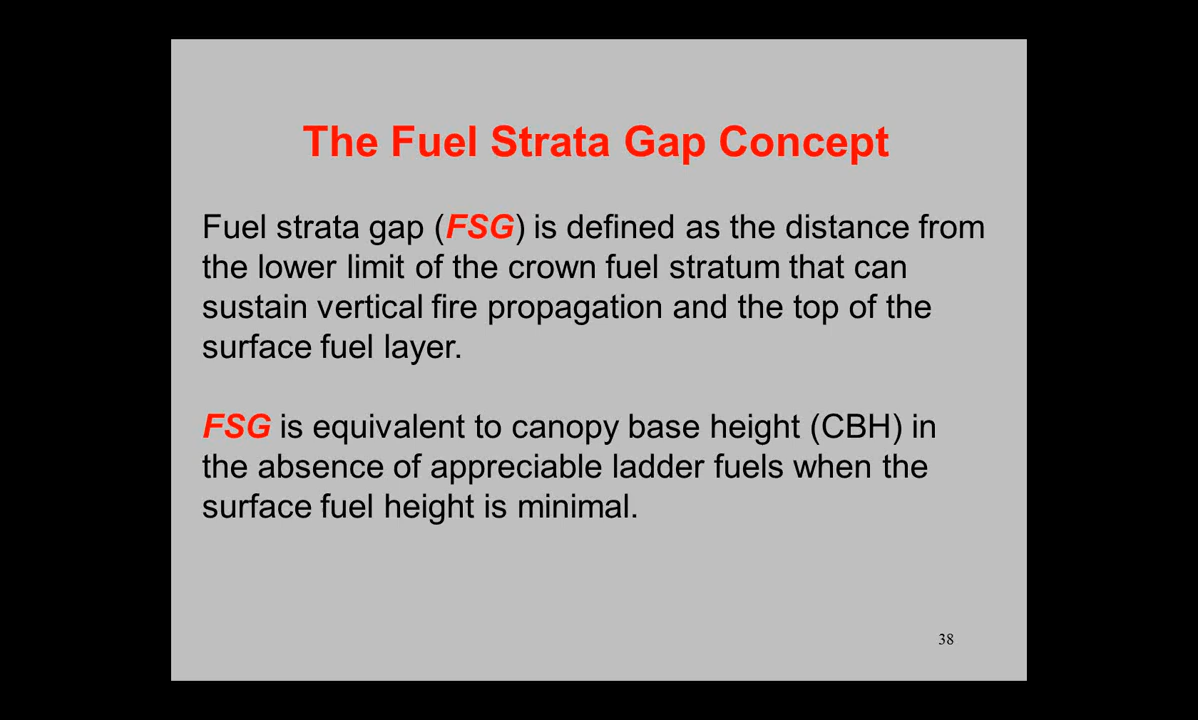 The Fuel Strata Gap Concept
Fuel strata gap (FSG) is defined as the distance from
the lower limit of the crown fuel stratum that can
sustain vertical fire propagation and the top of the
surface fuel layer.
FSG is equivalent to canopy base height (CBH) in
the absence of appreciable ladder fuels when the
surface fuel height is minimal.
38